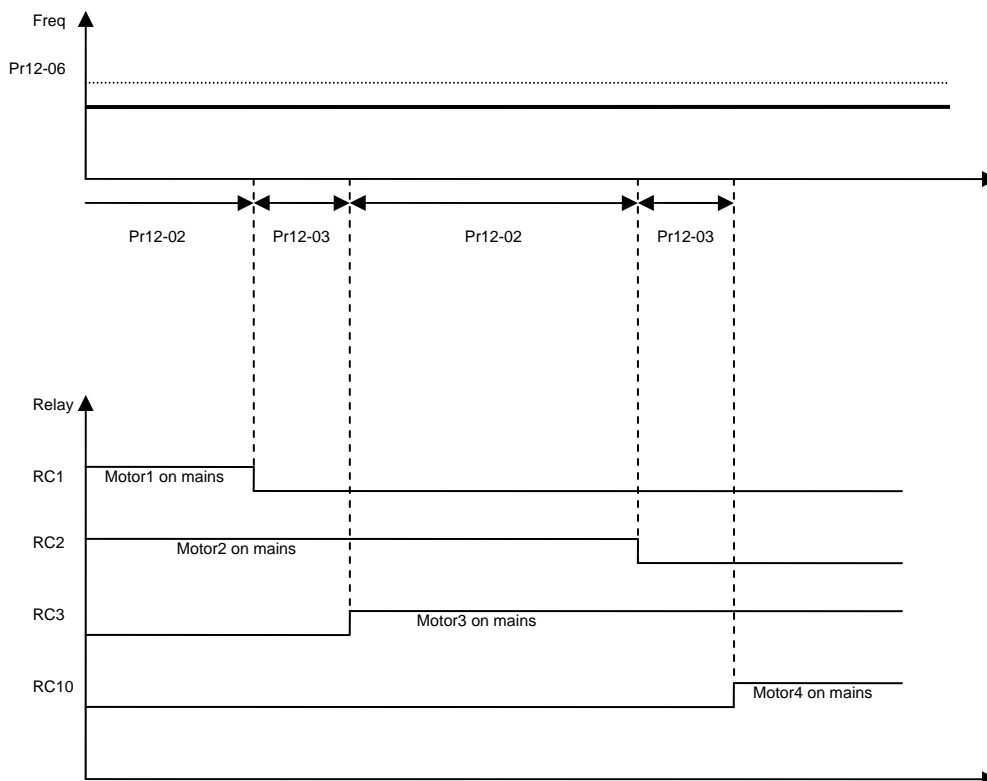 Freq
Pr12-06
Pr12-02 Pr12-03 Pr12-02 Pr12-03
Relay
RC1 Motor1 on mains
RC2 Motor2 on mains
RC3 Motor3 on mains
RC10 Motor4 on mains